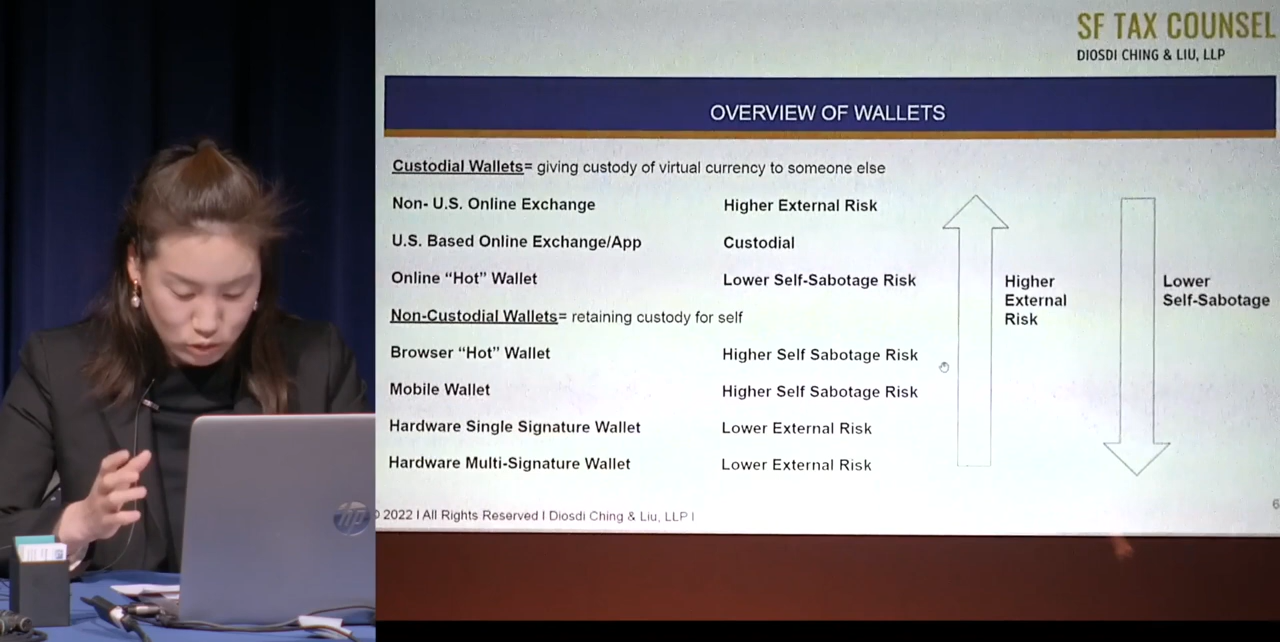 SF TAX COUNSEL
DIOSDI CHING & LIU, LLP
OVERVIEW OF WALLETS
Custodial Wallets= giving custody of virtual currency to someone else
Non- U.S. Online Exchange Higher External Risk
U.S. Based Online Exchange/App Custodial
Online “Hot” Wallet Lower Self-Sabotage Risk
Non-Custodial Wallets= retaining custody for self
Browser “Hot” Wallet Higher Self Sabotage Risk
Mobile Wallet Higher Self Sabotage Risk
Hardware Single Signature Wallet Lower External Risk
Hardware Multi-Signature Wallet Lower External Risk
Higher
External
Risk
Lower
Self-Sabotage
© 2022 I All Rights Reserved I Diosdi Ching & Liu, LLP I
6
hp